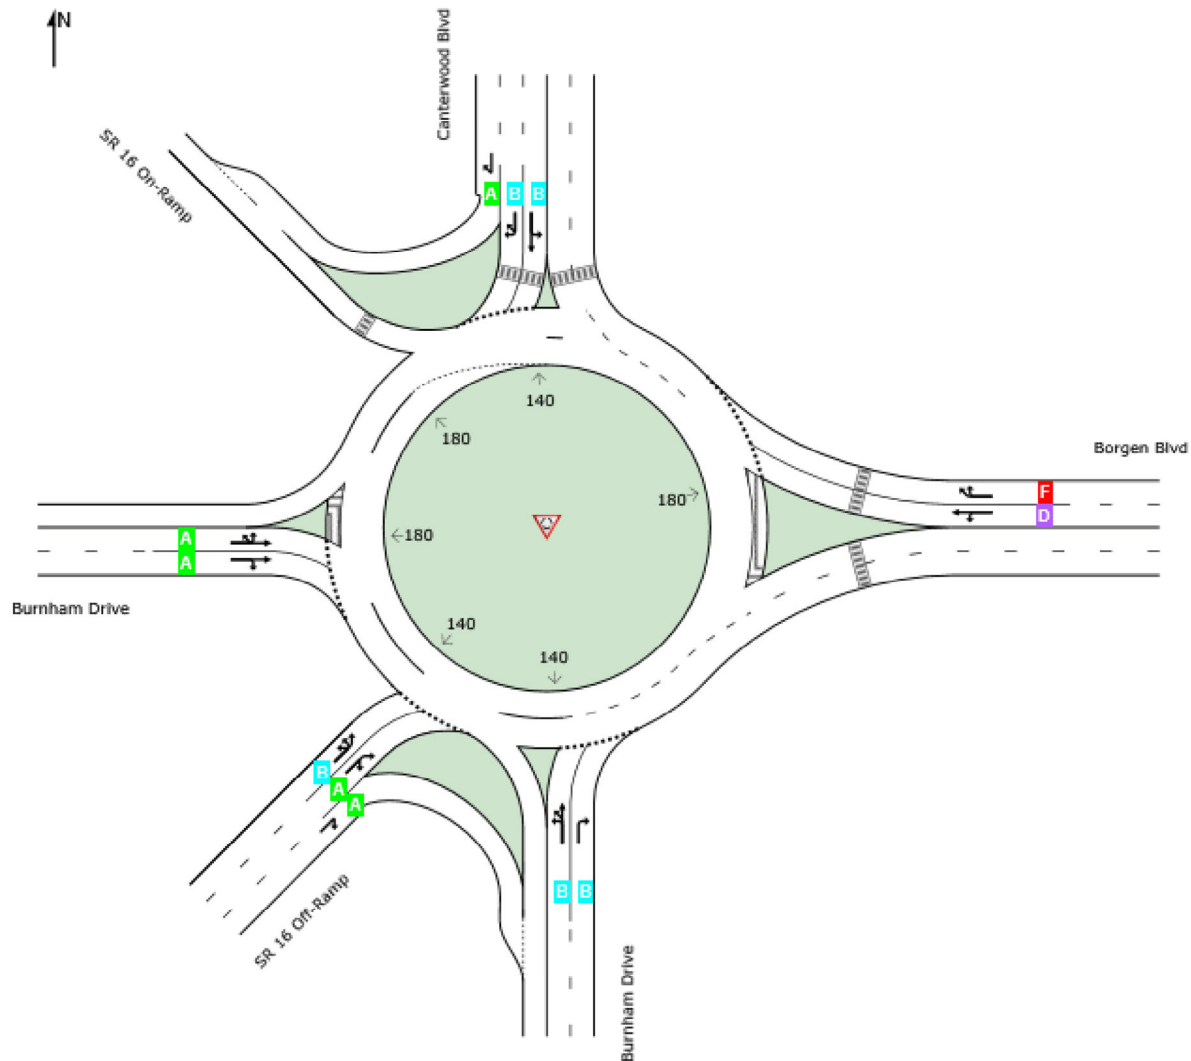 N
Canterwood Blvd
SR 16 On-Ramp
A B B
140
180
180
Borgen Blvd
F
D
A
A
180
Burnham Drive
140
140
B
A
A
SR 16 Off-Ramp
B B
Burnham Drive